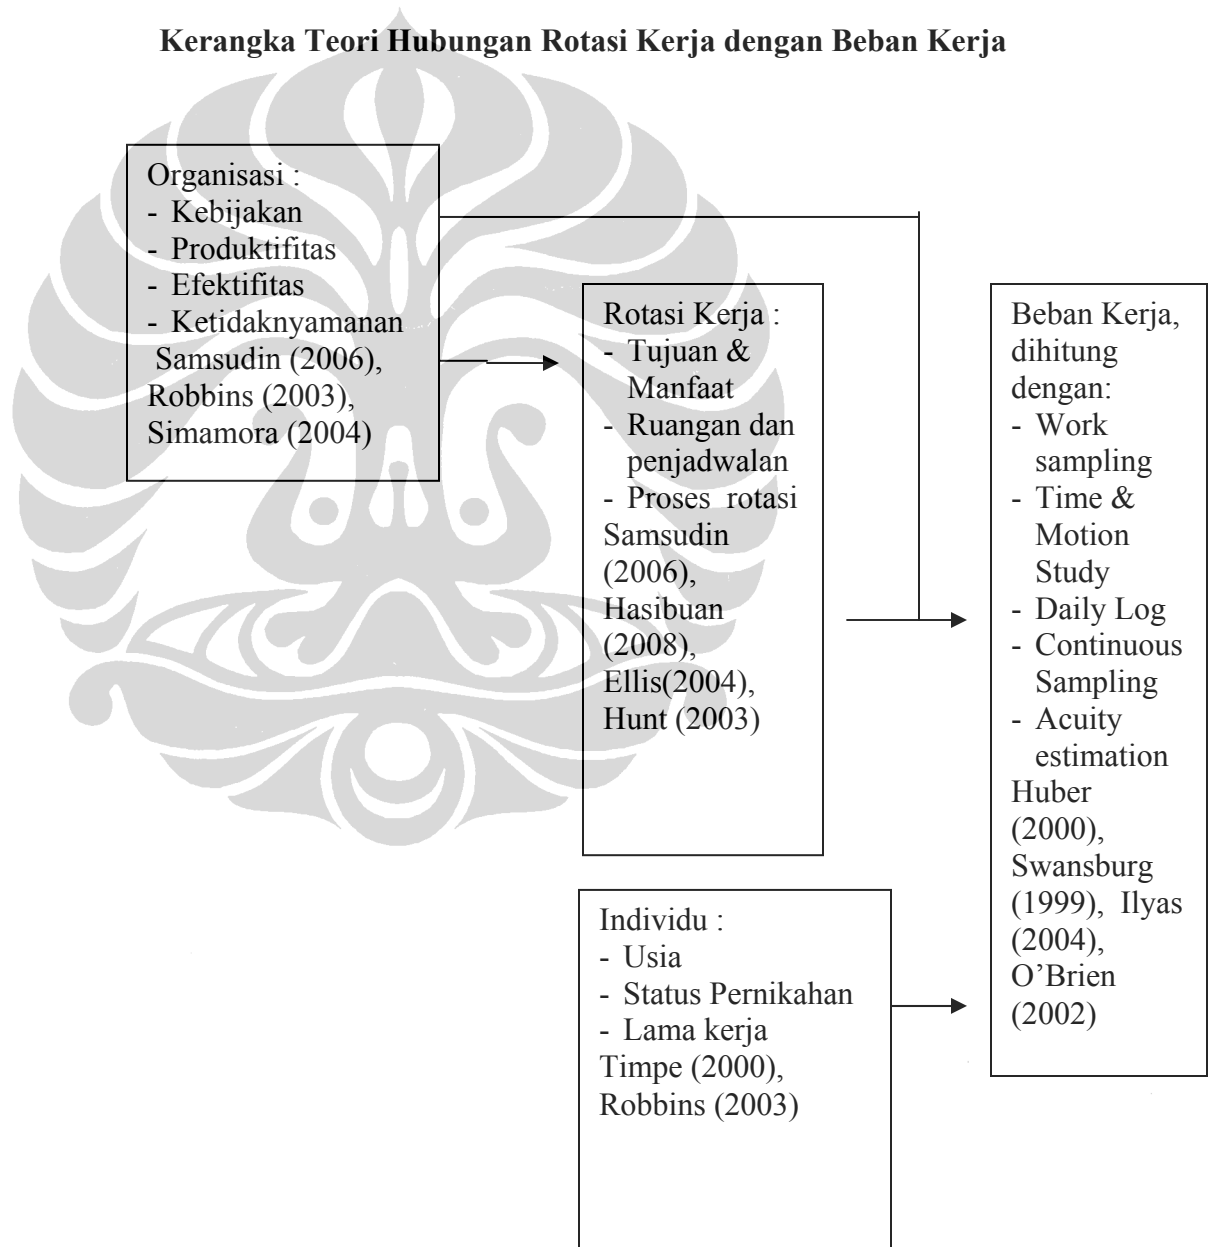 Kerangka Teori Hubungan Rotasi Kerja dengan Beban Kerja
Organisasi :
- Kebijakan
- Produktifitas
- Efektifitas
- Ketidaknyamanan
Samsudin (2006),
Robbins (2003),
Simamora (2004)
Rotasi Kerja :
- Tujuan &
Manfaat
- Ruangan dan
penjadwalan
- Proses rotasi
Samsudin
(2006),
Hasibuan
(2008),
Ellis(2004),
Hunt (2003)
Beban Kerja,
dihitung
dengan:
- Work
sampling
- Time &
Motion
Study
- Daily Log
- Continuous
Sampling
- Acuity
estimation
Huber
(2000),
Swansburg
(1999), Ilyas
(2004),
O’Brien
(2002)
Individu :
- Usia
- Status Pernikahan
- Lama kerja
Timpe (2000),
Robbins (2003)